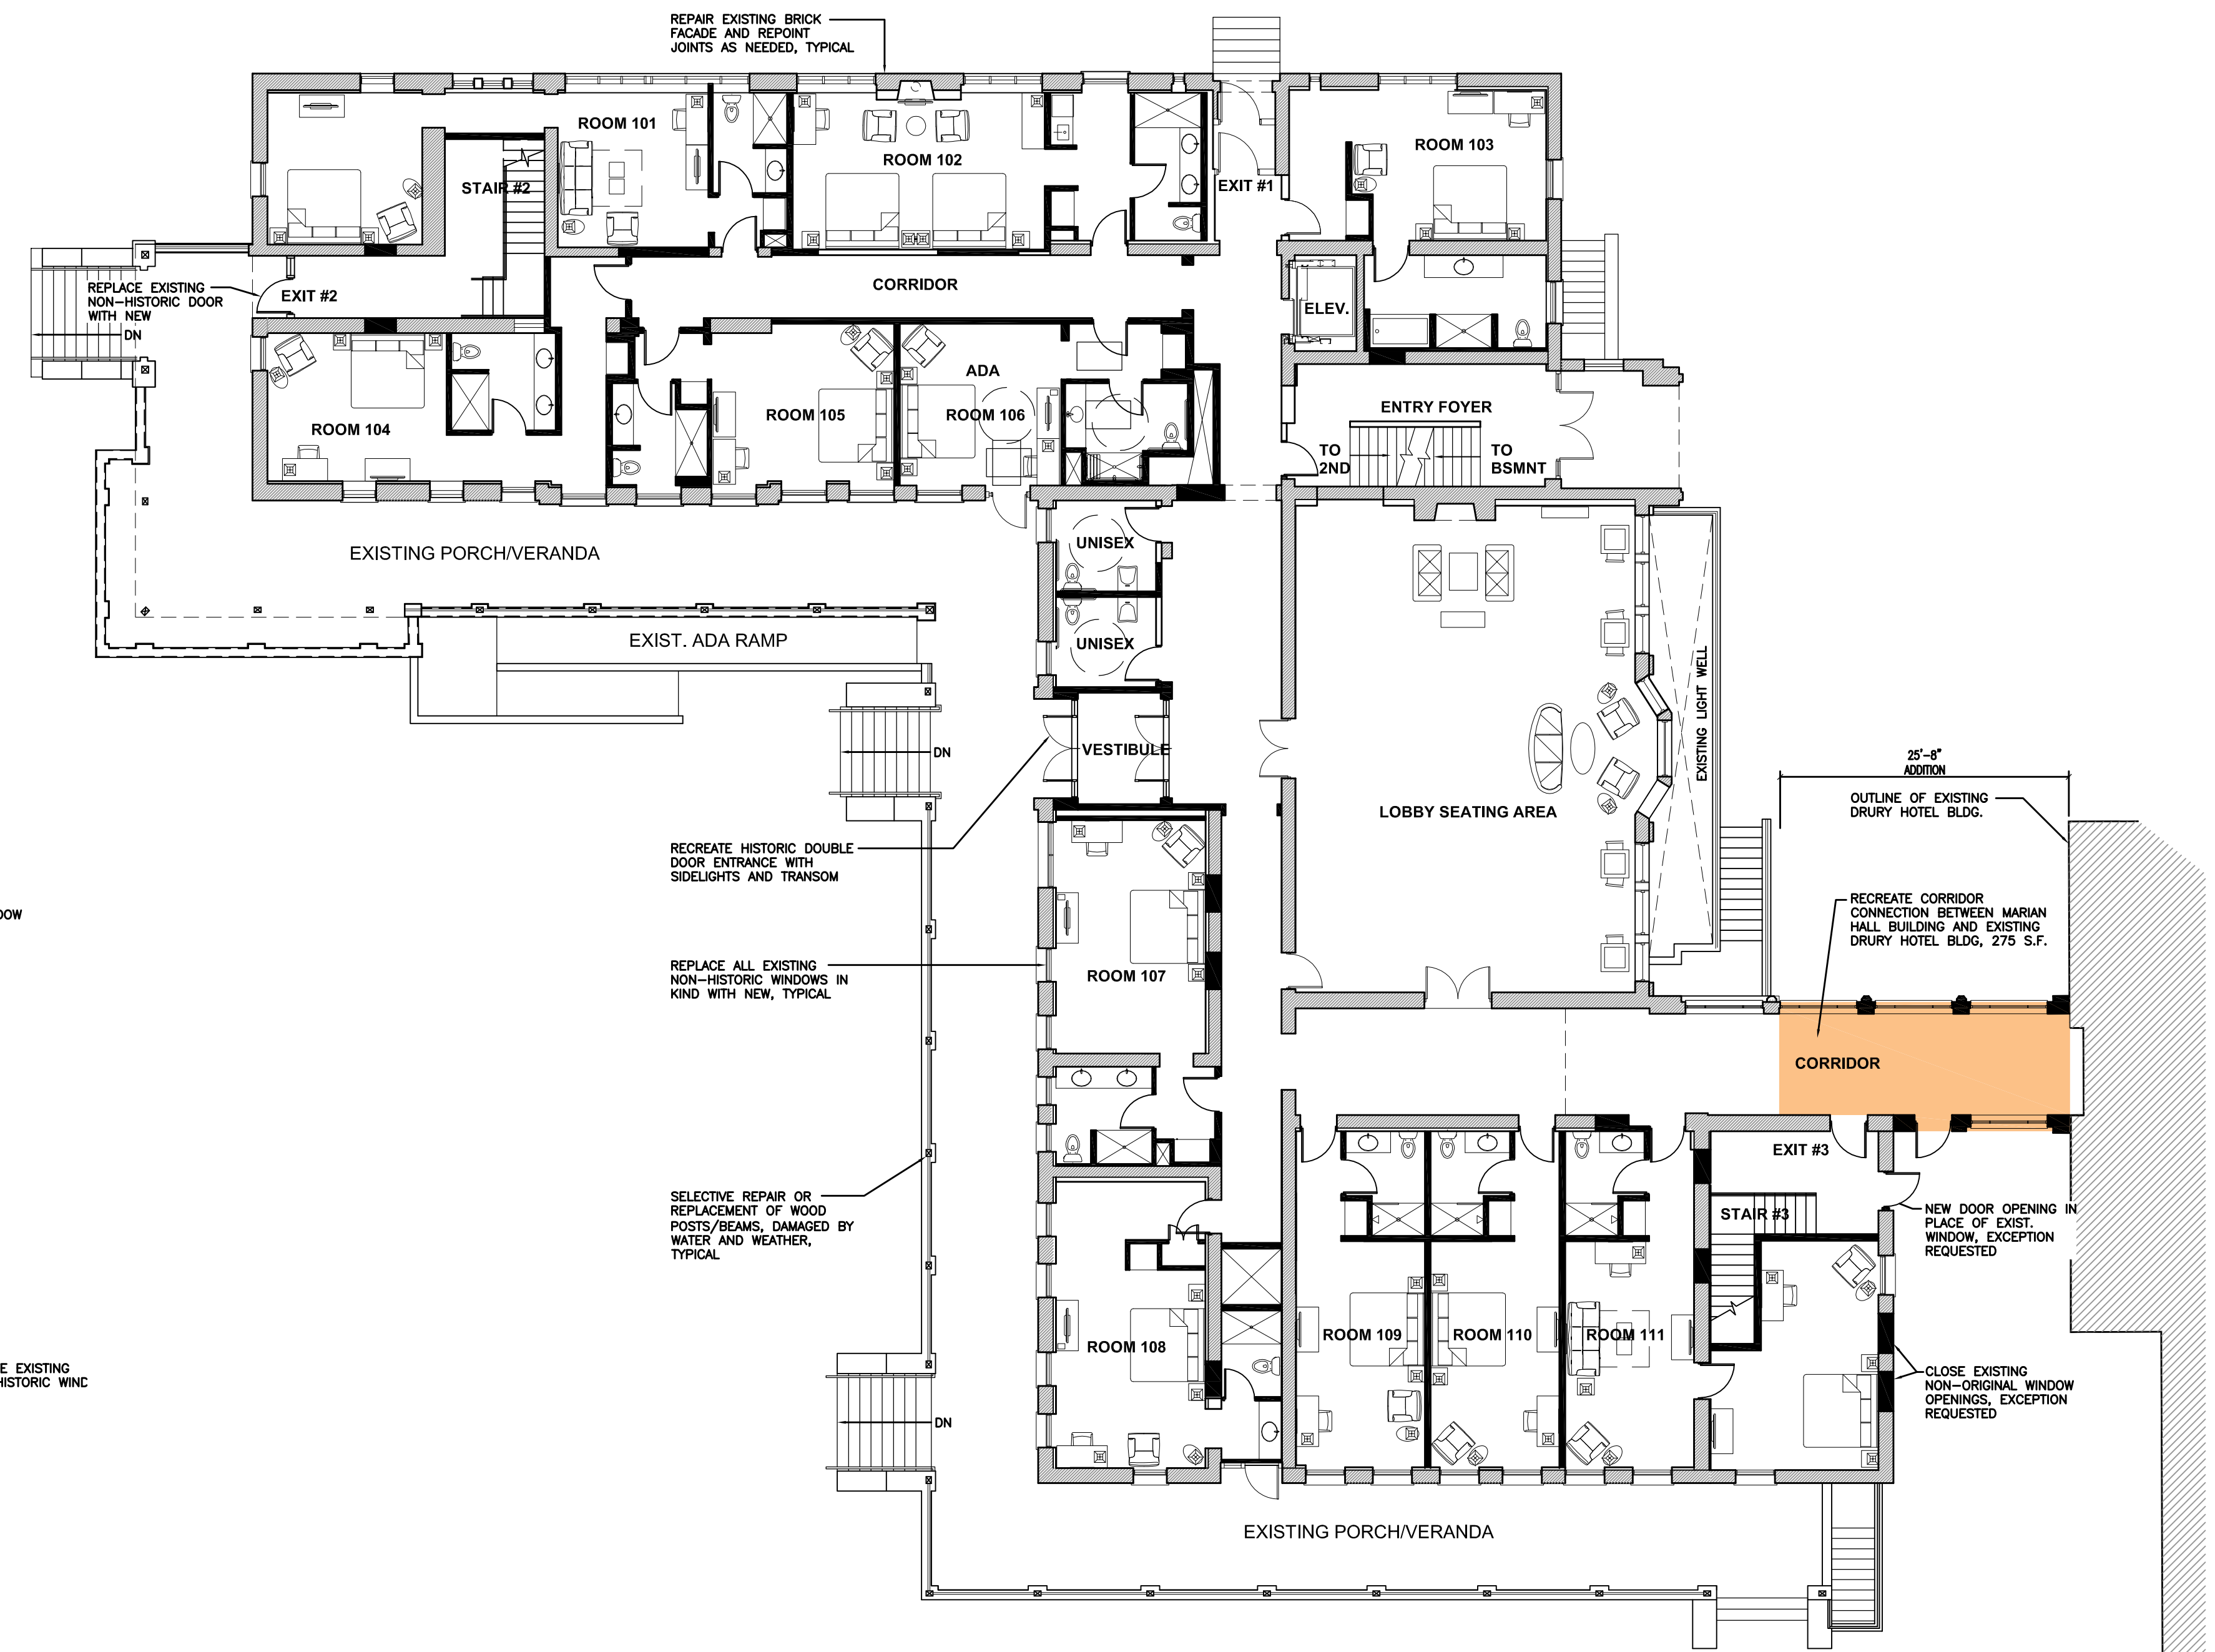 REPAIR EXISTING BRICK
FACADE AND REPOINT
JOINTS AS NEEDED, TYPICAL
ROOM 101
ROOM 102
ROOM 103
STAIR #2
EXIT #1
CORRIDOR
REPLACE EXISTING
NON-HISTORIC DOOR
WITH NEW
DN
EXIT #2
ELEV.
ADA
ROOM 104
ROOM 105
ROOM 106
ENTRY FOYER
TO
2ND
TO
BSMNT
EXISTING PORCH/VERANDA
UNISEX
EXIST. ADA RAMP
UNISEX
EXISTING LIGHT WELL
DN
VESTIBULE
25'-8"
ADDITION
LOBBY SEATING AREA
OUTLINE OF EXISTING
DRURY HOTEL BLDG.
RECREATE HISTORIC DOUBLE
DOOR ENTRANCE WITH
SIDELIGHTS AND TRANSOM
RECREATE CORRIDOR
CONNECTION BETWEEN MARIAN
HALL BUILDING AND EXISTING
DRURY HOTEL BLDG, 275 S.F.
DOW
REPLACE ALL EXISTING
NON-HISTORIC WINDOWS IN
KIND WITH NEW, TYPICAL
ROOM 107
CORRIDOR
EXIT #3
SELECTIVE REPAIR OR
REPLACEMENT OF WOOD
POSTS/BEAMS, DAMAGED BY
WATER AND WEATHER,
TYPICAL
STAIR #3
NEW DOOR OPENING IN
PLACE OF EXIST.
WINDOW, EXCEPTION
REQUESTED
ROOM 108
ROOM 109
ROOM 110
ROOM 111
E EXISTING
HISTORIC WIND
CLOSE EXISTING
NON-ORIGINAL WINDOW
OPENINGS, EXCEPTION
REQUESTED
DN
EXISTING PORCH/VERANDA